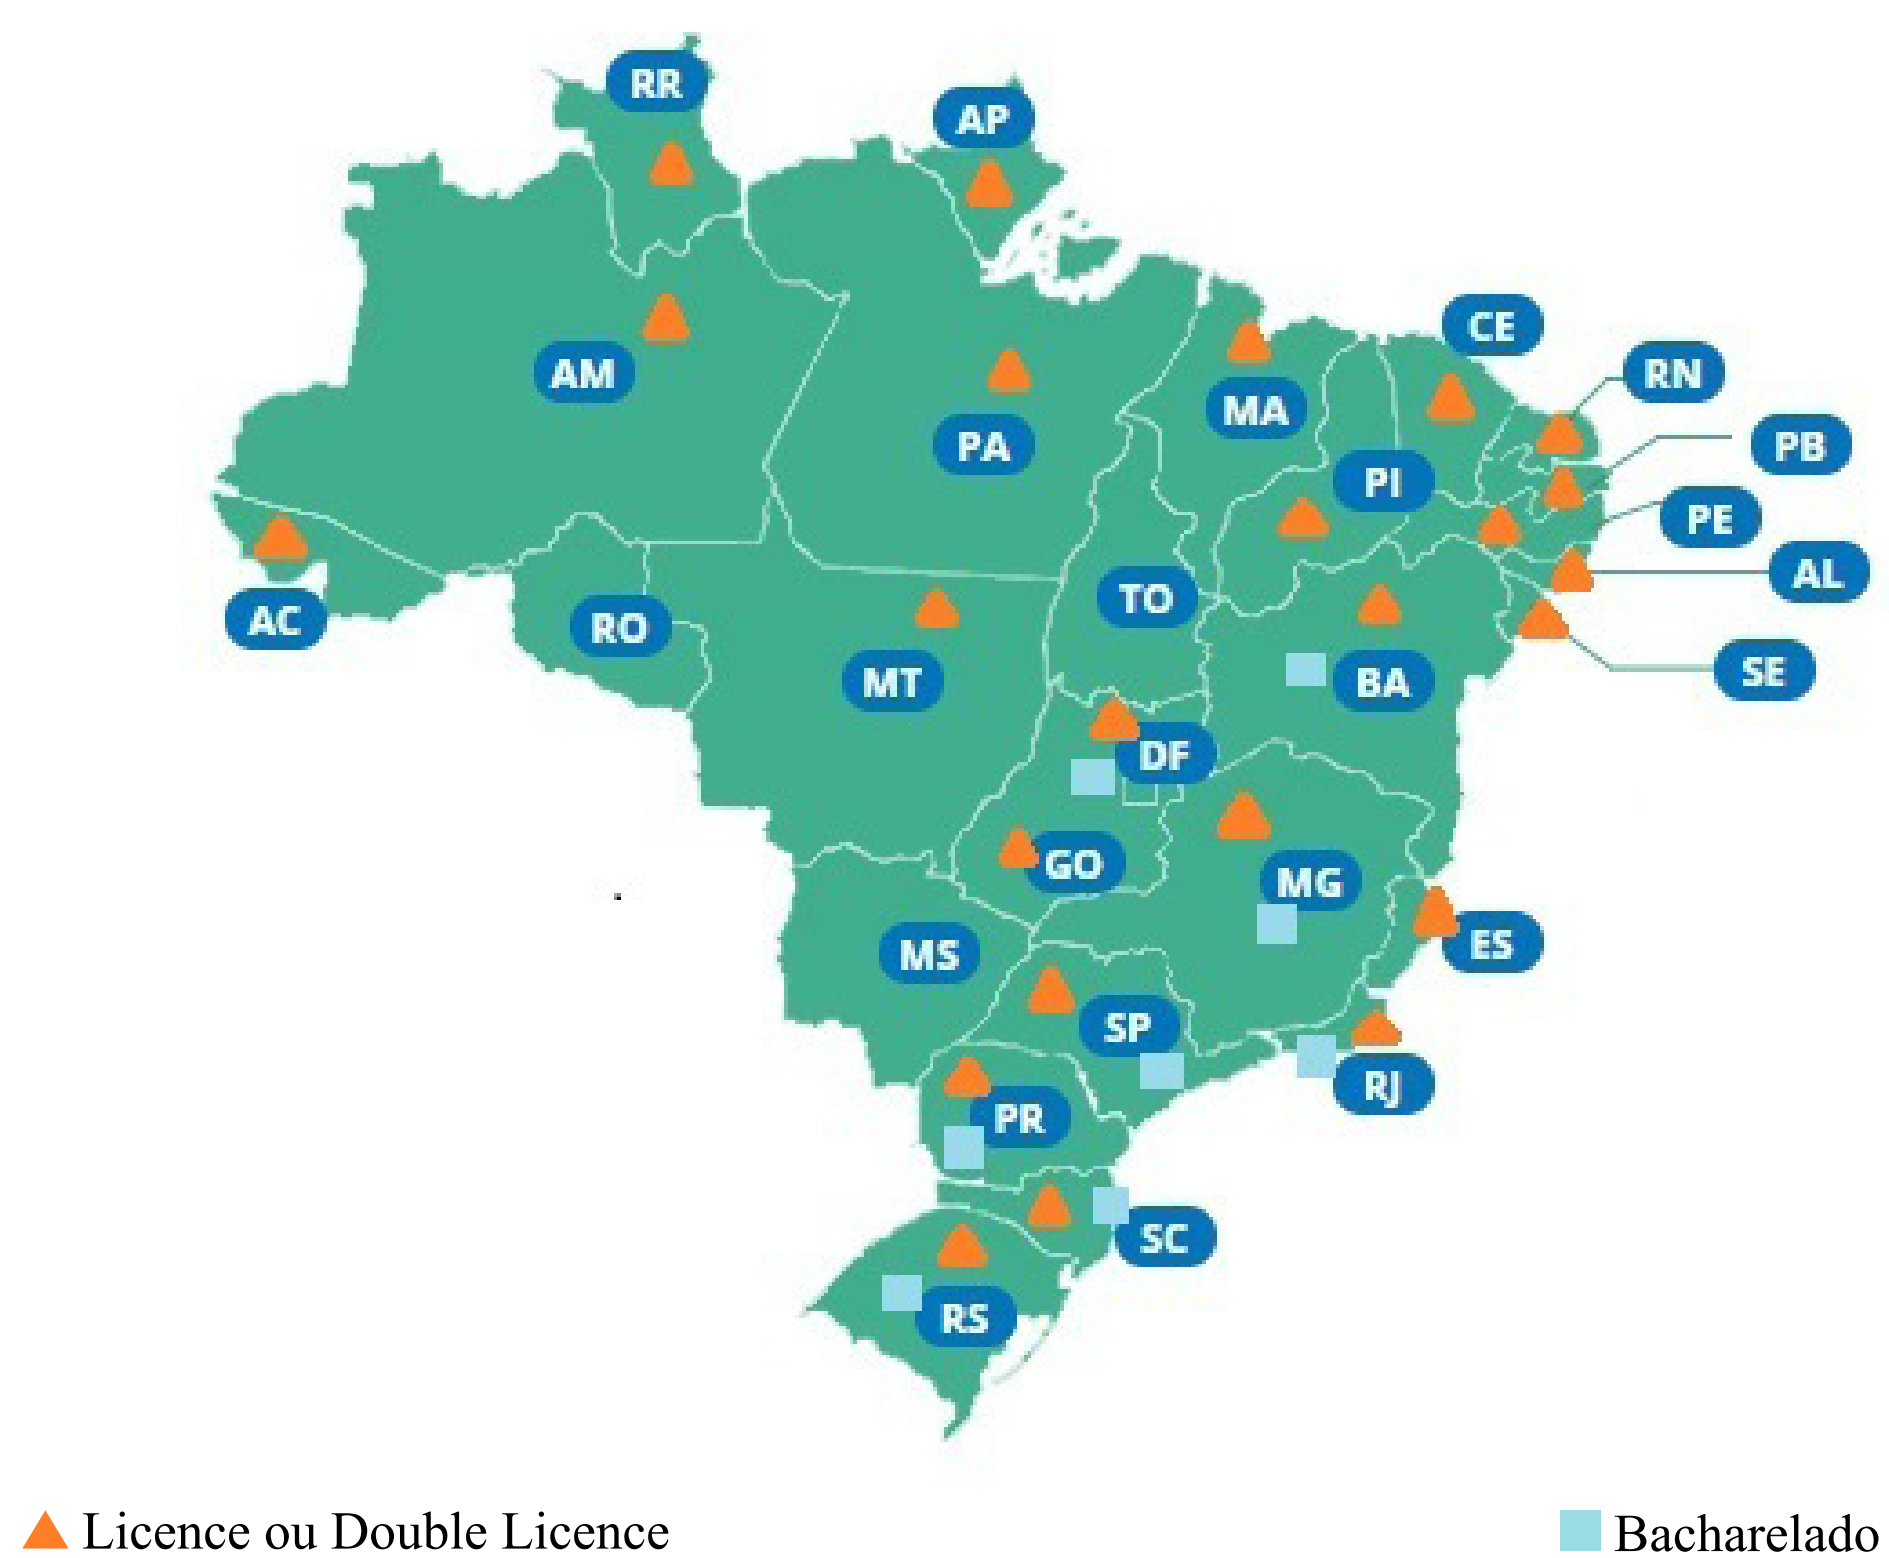 RR
AP
CE
RN
AM
MA
PA
PB
PI
PE
AL
TO
AC
RO
SE
MT
BA
DF
GO
MG
ES
MS
SP
RJ
PR
SC
RS
Licence ou Double Licence
Bacharelado